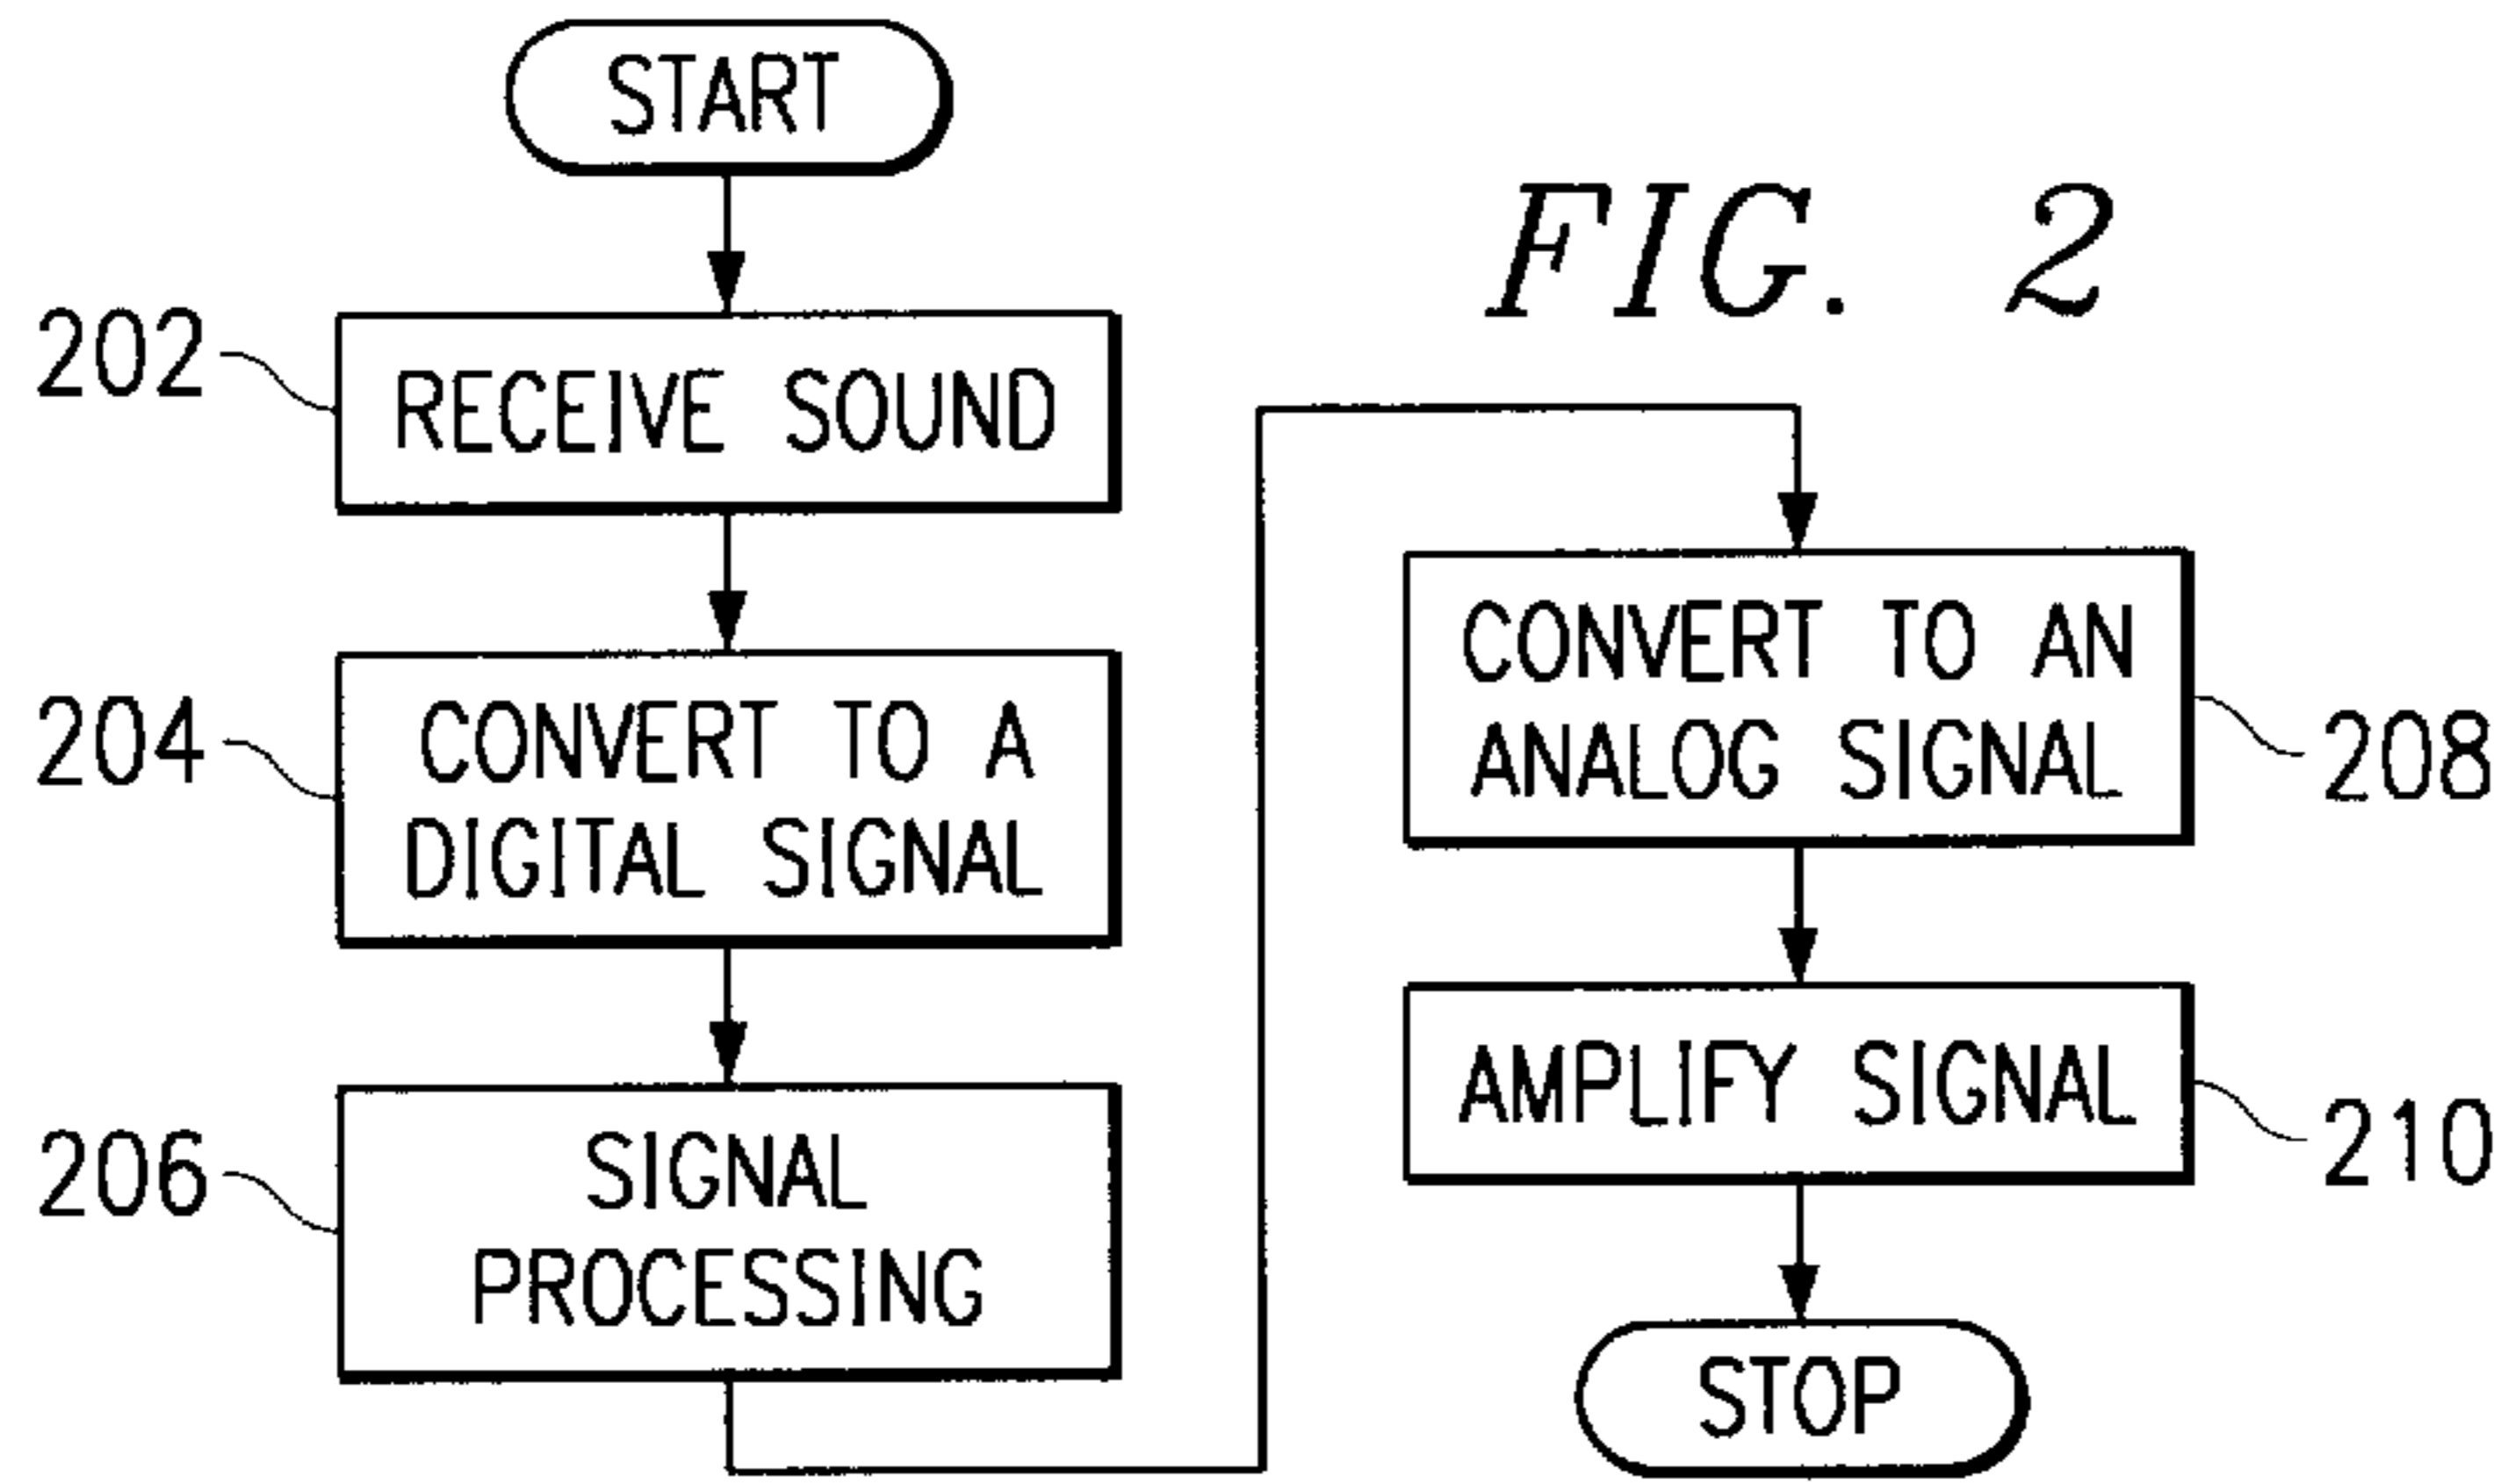 START
FIG. 2
202
RECEIVE SOUND
204
CONVERT TO A
DIGITAL SIGNAL
206
SIGNAL
PROCESSING
CONVERT TO AN
ANALOG SIGNAL
208
AMPLIFY SIGNAL
210
STOP